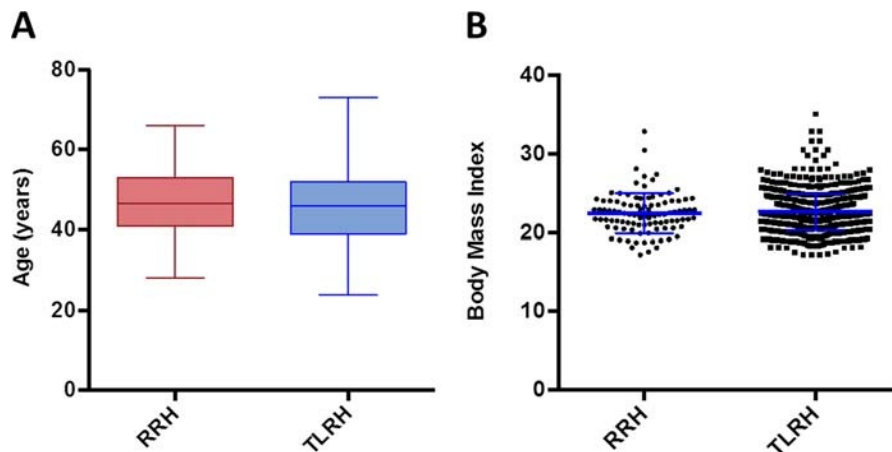 A
Age (years)
80
60
40
20
0
RRH
TLRH
B
Body Mass Index
40
30
20
10
0
RRH
TLRH